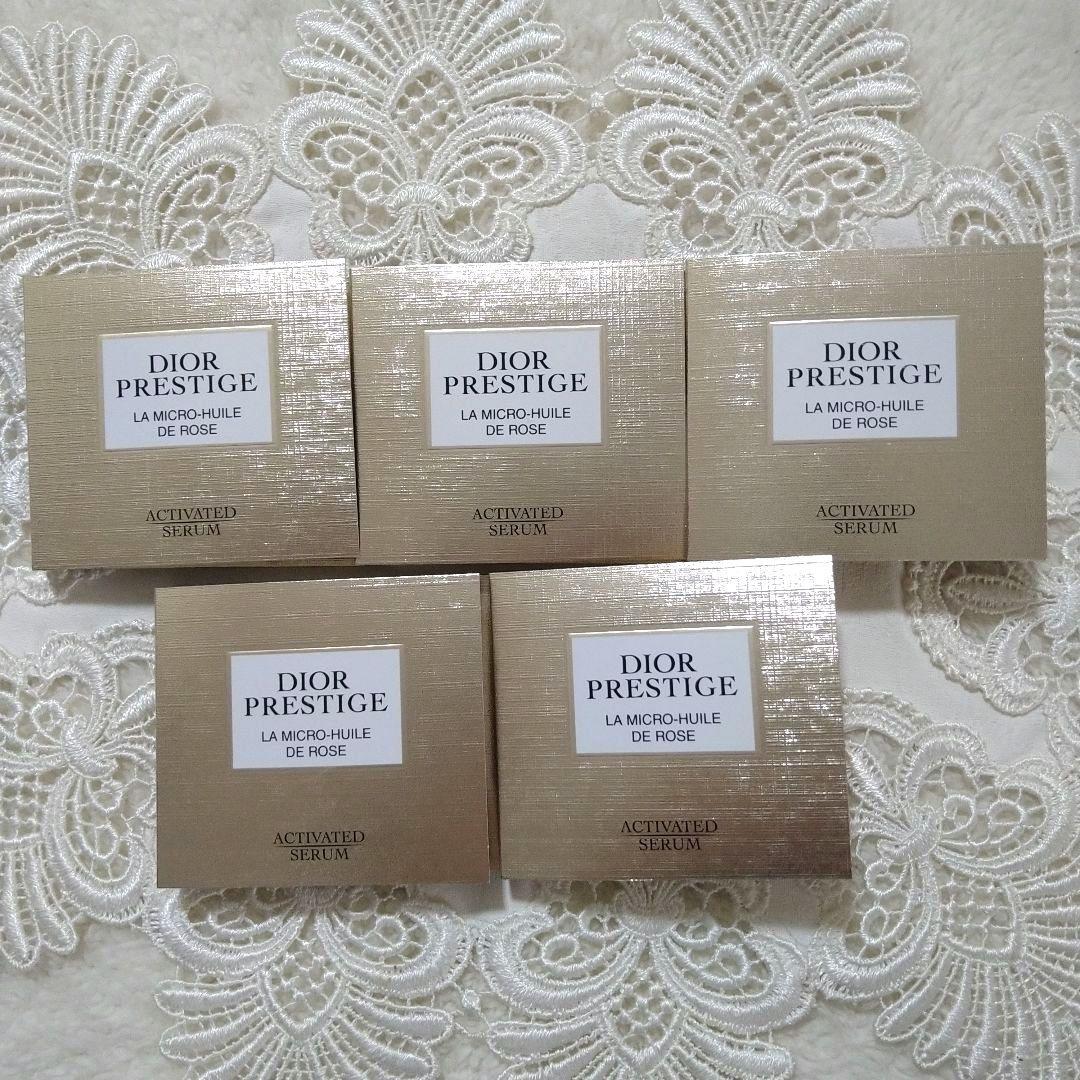 DIOR
PRESTIGE
LA MICRO-HUILE
DE ROSE
ACTIVATED
SERUM
DIOR
PRESTIGE
LA MICRO-HUILE
DE ROSE
ACTIVATED
SERUM
DIOR
PRESTIGE
LA MICRO-HUILE
DE ROSE
ACTIVATED
SERUM
DIOR
PRESTIGE
LA MICRO-HUILE
DE ROSE
ACTIVATED
SERUM
DIOR
PRESTIGE
LA MICRO-HUILE
DE ROSE
ACTIVATED
SERUM